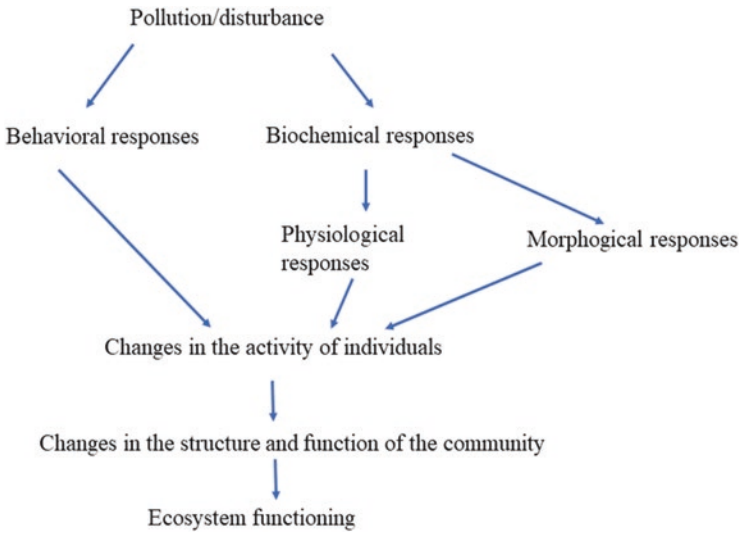 Pollution/disturbance
Behavioral responses
Biochemical responses
Physiological
responses
Morphogical responses
Changes in the activity of individuals
Changes in the structure and function of the community
Ecosystem functioning